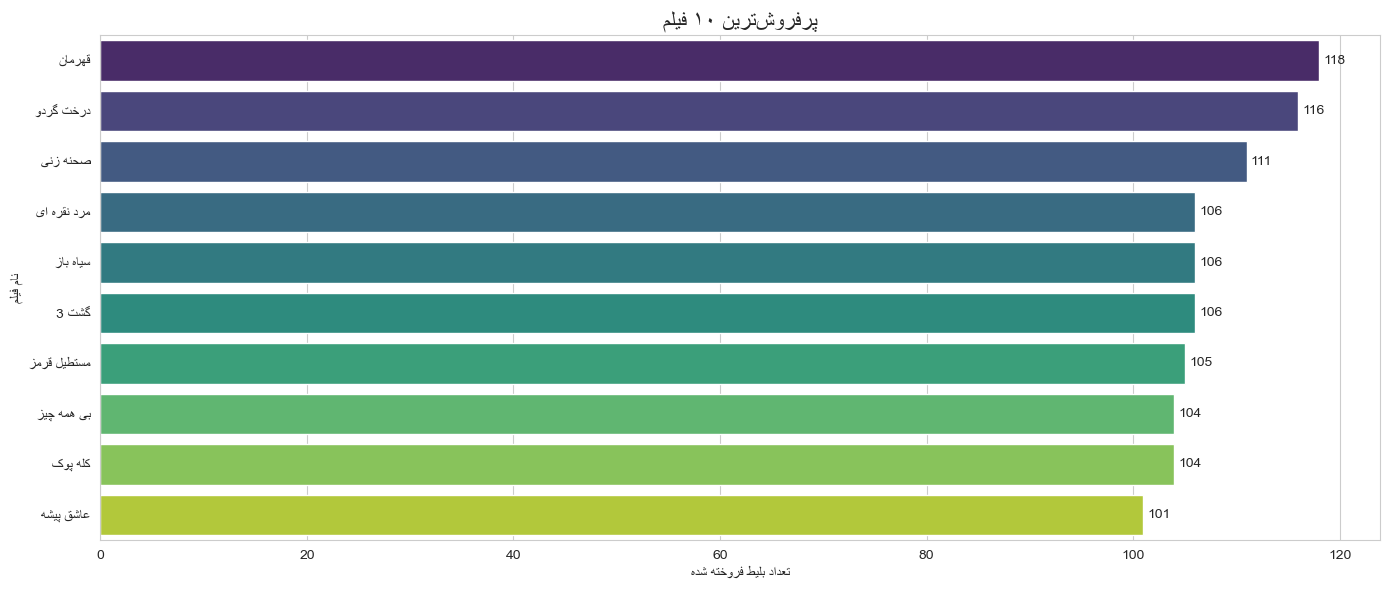 پرفروش‌ترین ۱۰ فیلم
قهرمان
118
درخت گردو
116
صحنه زنی
111
مرد نقره ای
106
سیاه باز
106
گشت 3
106
مستطیل قرمز
105
بی همه چیز
104
کله پوک
104
عاشق پیشه
101
نام فیلم
0 20 40 60 80 100 120
تعداد بلیط فروخته شده